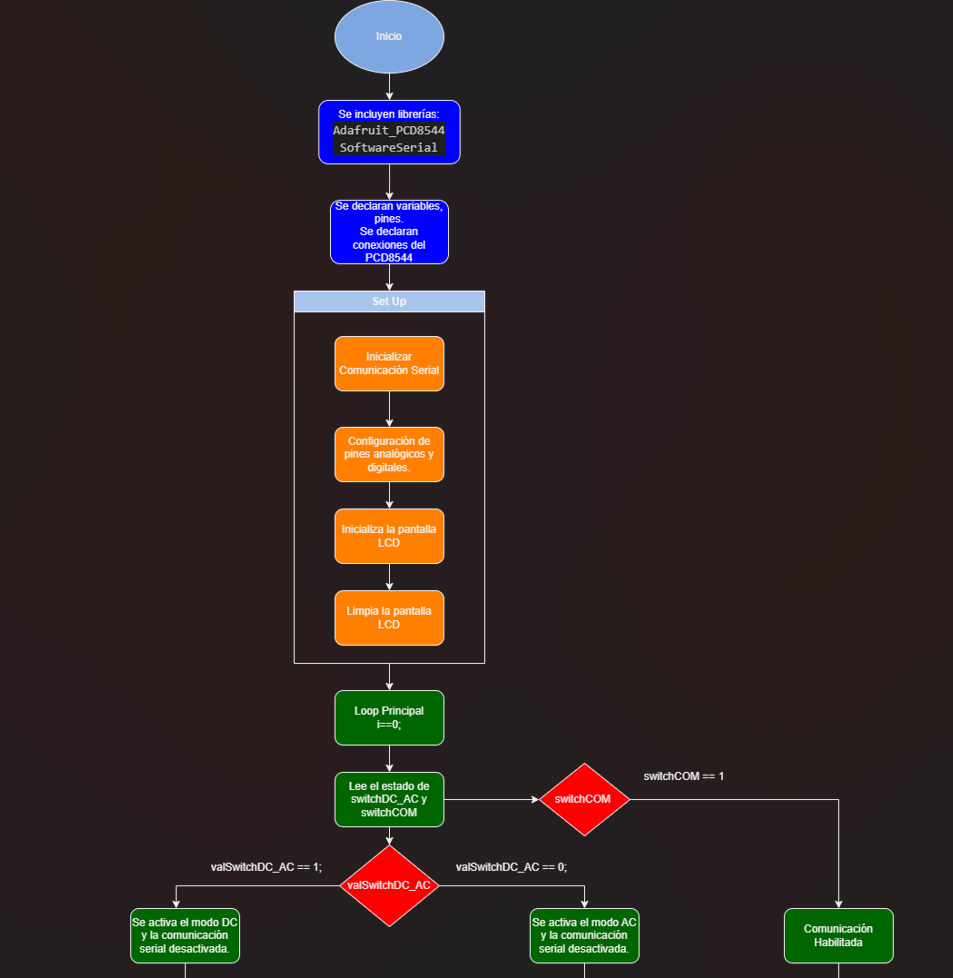 Inicio
Se incluyen librerías:
Adafruit_PCD8544
SoftwareSerial
Se declaran variables,
pines.
Se declaran
conexiones del
PCD8544
Set Up
Inicializar
Comunicación Serial
Configuración de
pines analógicos y
digitales.
Inicializa la pantalla
LCD
Limpia la pantalla
LCD
Loop Principal
i==0;
Lee el estado de
switchDC_AC y
switchCOM
switchCOM
switchCOM == 1
valSwitchDC_AC == 1;
valSwitchDC_AC
valSwitchDC_AC == 0;
Se activa el modo DC
y la comunicación
serial desactivada.
Se activa el modo AC
y la comunicación
serial desactivada.
Comunicación
Habilitada